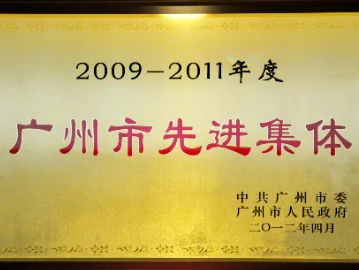 2009-2011年度
广州市先进集体
中共广州市委
广州市人民政府
二〇一二年四月